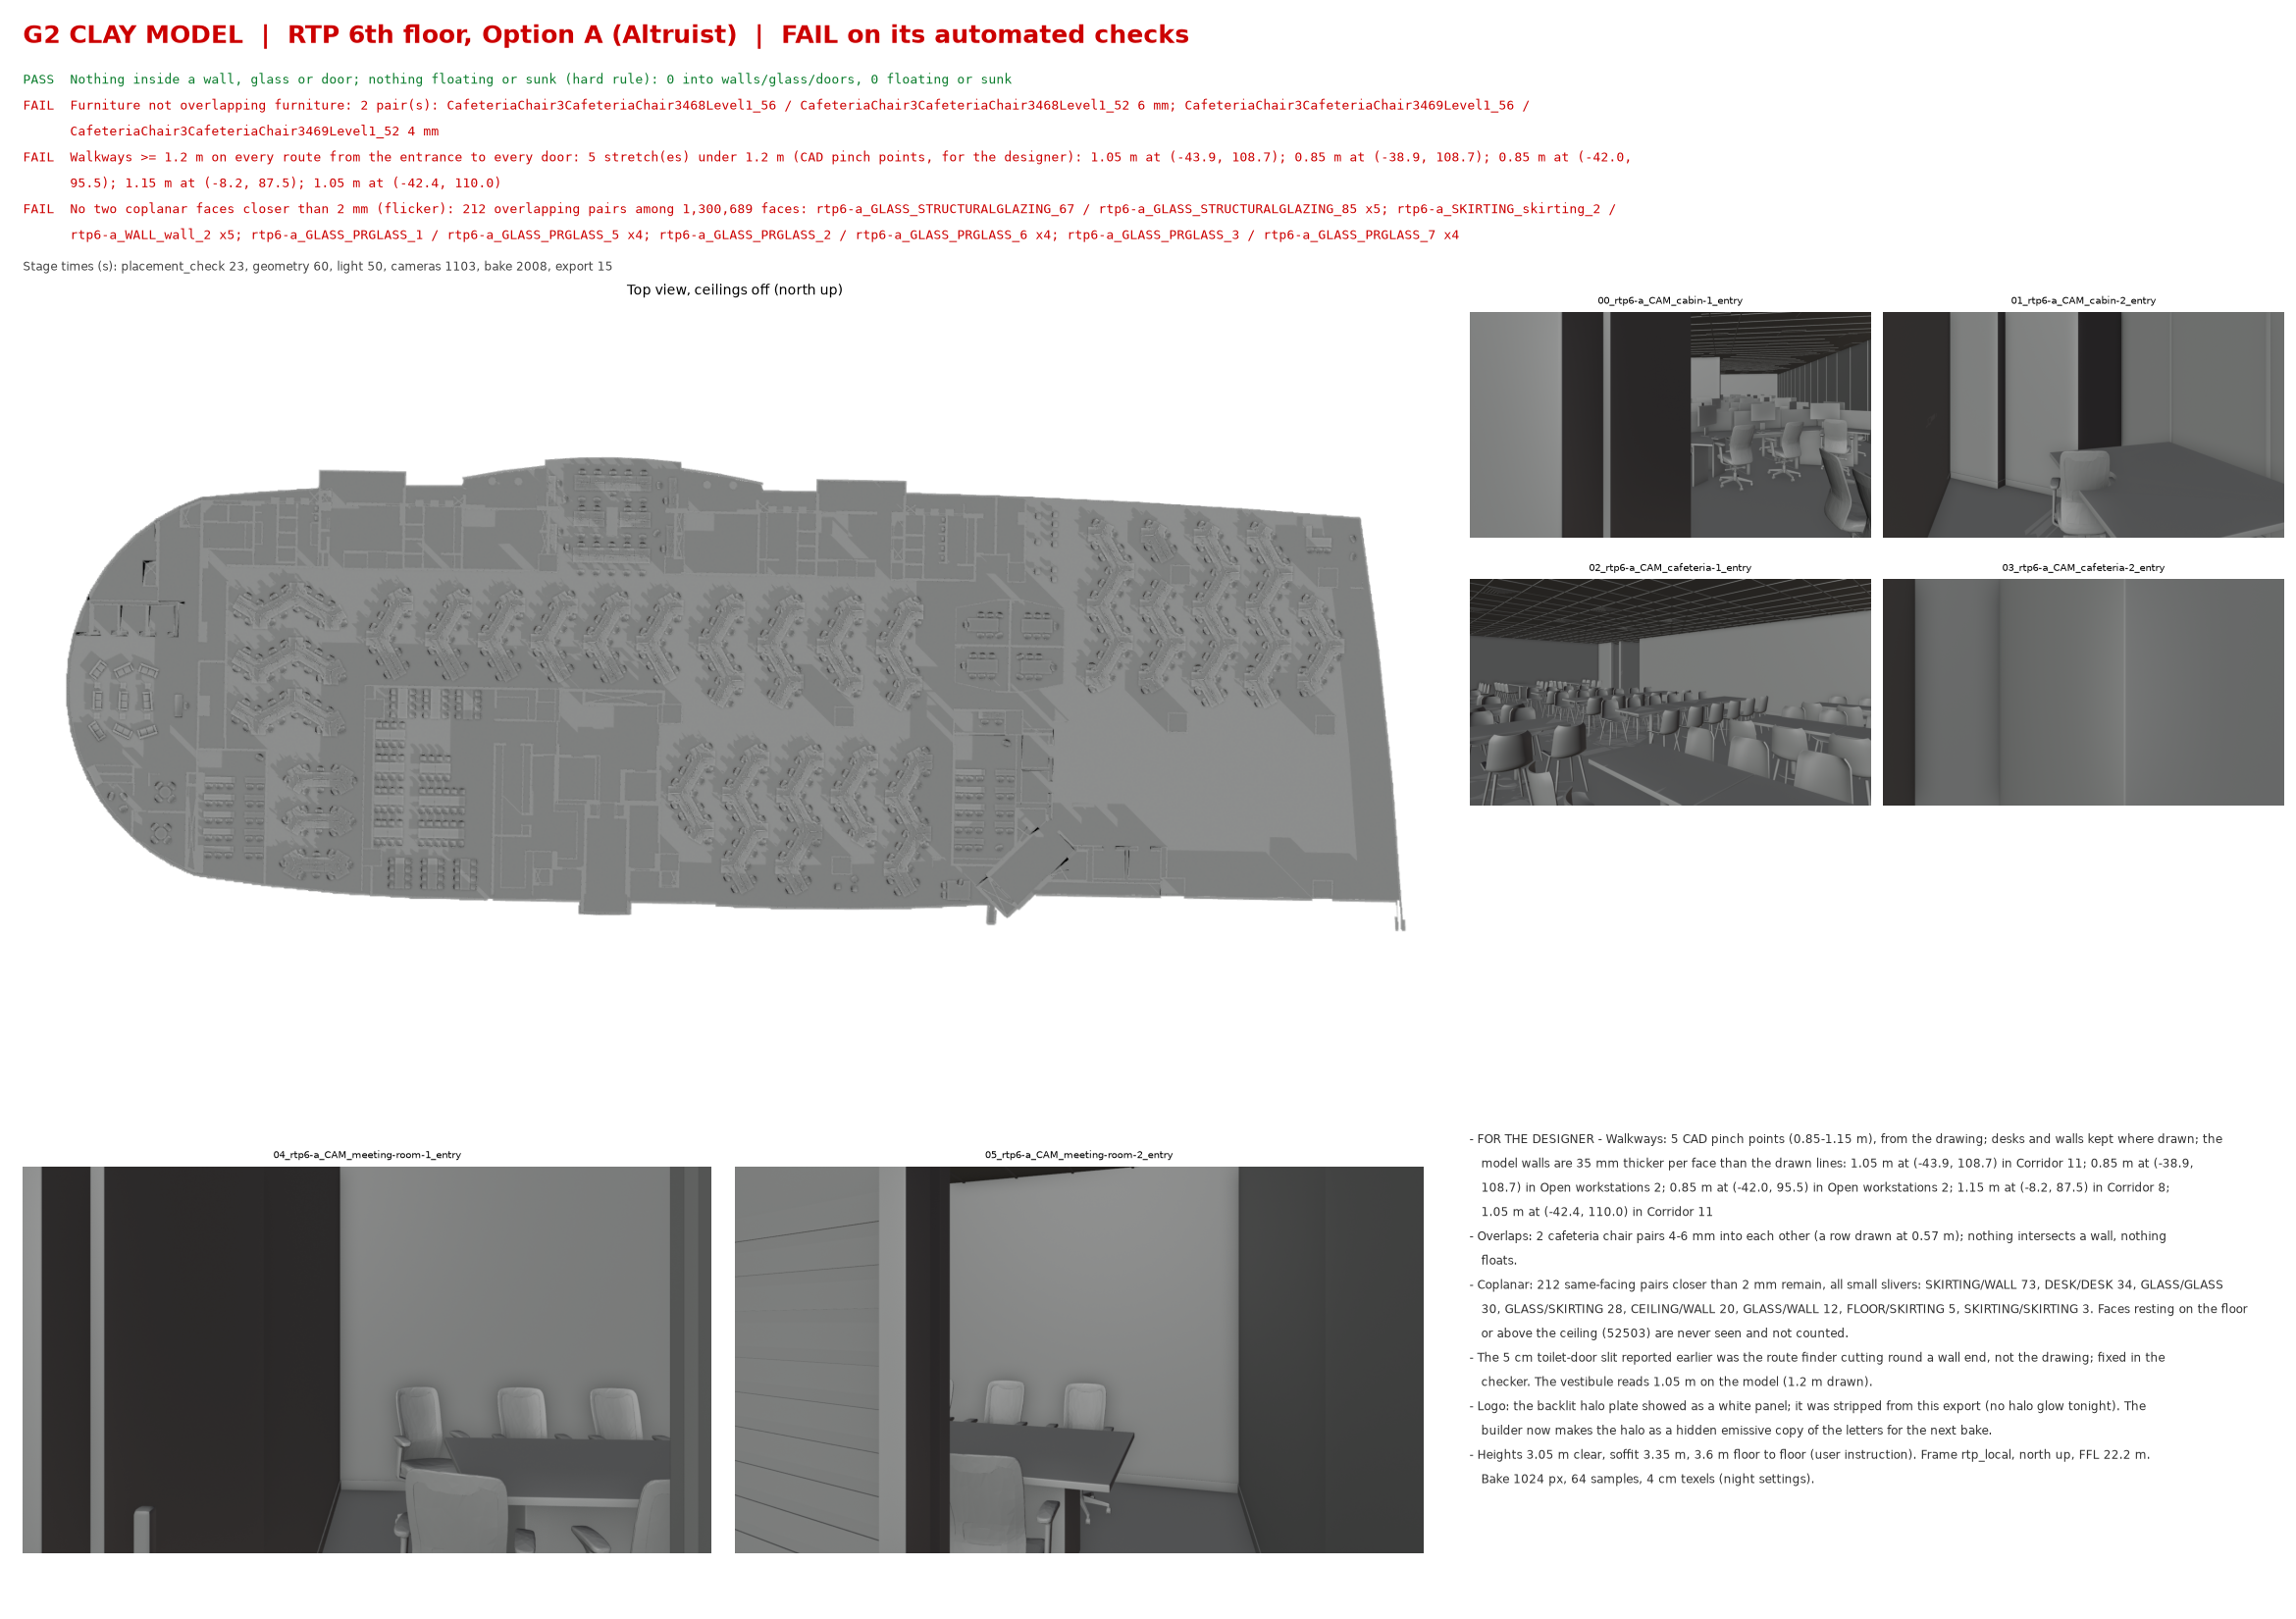 G2 CLAY MODEL | RTP 6th floor, Option A (Altruist) | FAIL on its automated checks
PASS Nothing inside a wall, glass or door; nothing floating or sunk (hard rule): 0 into walls/glass/doors, 0 floating or sunk
FAIL Furniture not overlapping furniture: 2 pair(s): CafeteriaChair3CafeteriaChair3468Level1_56 / CafeteriaChair3CafeteriaChair3468Level1_52 6 mm; CafeteriaChair3CafeteriaChair3469Level1_56 /
CafeteriaChair3CafeteriaChair3469Level1_52 4 mm
FAIL Walkways >= 1.2 m on every route from the entrance to every door: 5 stretch(es) under 1.2 m (CAD pinch points, for the designer): 1.05 m at (-43.9, 108.7); 0.85 m at (-38.9, 108.7); 0.85 m at (-42.0,
95.5); 1.15 m at (-8.2, 87.5); 1.05 m at (-42.4, 110.0)
FAIL No two coplanar faces closer than 2 mm (flicker): 212 overlapping pairs among 1,300,689 faces: rtp6-a_GLASS_STRUCTURALGLAZING_67 / rtp6-a_GLASS_STRUCTURALGLAZING_85 x5; rtp6-a_SKIRTING_skirting_2 /
rtp6-a_WALL_wall_2 x5; rtp6-a_GLASS_PRGLASS_1 / rtp6-a_GLASS_PRGLASS_5 x4; rtp6-a_GLASS_PRGLASS_2 / rtp6-a_GLASS_PRGLASS_6 x4; rtp6-a_GLASS_PRGLASS_3 / rtp6-a_GLASS_PRGLASS_7 x4
Stage times (s): placement_check 23, geometry 60, light 50, cameras 1103, bake 2008, export 15
Top view, ceilings off (north up)
00_rtp6-a_CAM_cabin-1_entry
01_rtp6-a_CAM_cabin-2_entry
02_rtp6-a_CAM_cafeteria-1_entry
03_rtp6-a_CAM_cafeteria-2_entry
04_rtp6-a_CAM_meeting-room-1_entry
05_rtp6-a_CAM_meeting-room-2_entry
- FOR THE DESIGNER - Walkways: 5 CAD pinch points (0.85-1.15 m), from the drawing; desks and walls kept where drawn; the
model walls are 35 mm thicker per face than the drawn lines: 1.05 m at (-43.9, 108.7) in Corridor 11; 0.85 m at (-38.9,
108.7) in Open workstations 2; 0.85 m at (-42.0, 95.5) in Open workstations 2; 1.15 m at (-8.2, 87.5) in Corridor 8;
1.05 m at (-42.4, 110.0) in Corridor 11
- Overlaps: 2 cafeteria chair pairs 4-6 mm into each other (a row drawn at 0.57 m); nothing intersects a wall, nothing
floats.
- Coplanar: 212 same-facing pairs closer than 2 mm remain, all small slivers: SKIRTING/WALL 73, DESK/DESK 34, GLASS/GLASS
30, GLASS/SKIRTING 28, CEILING/WALL 20, GLASS/WALL 12, FLOOR/SKIRTING 5, SKIRTING/SKIRTING 3. Faces resting on the floor
or above the ceiling (52503) are never seen and not counted.
- The 5 cm toilet-door slit reported earlier was the route finder cutting round a wall end, not the drawing; fixed in the
checker. The vestibule reads 1.05 m on the model (1.2 m drawn).
- Logo: the backlit halo plate showed as a white panel; it was stripped from this export (no halo glow tonight). The
builder now makes the halo as a hidden emissive copy of the letters for the next bake.
- Heights 3.05 m clear, soffit 3.35 m, 3.6 m floor to floor (user instruction). Frame rtp_local, north up, FFL 22.2 m.
Bake 1024 px, 64 samples, 4 cm texels (night settings).